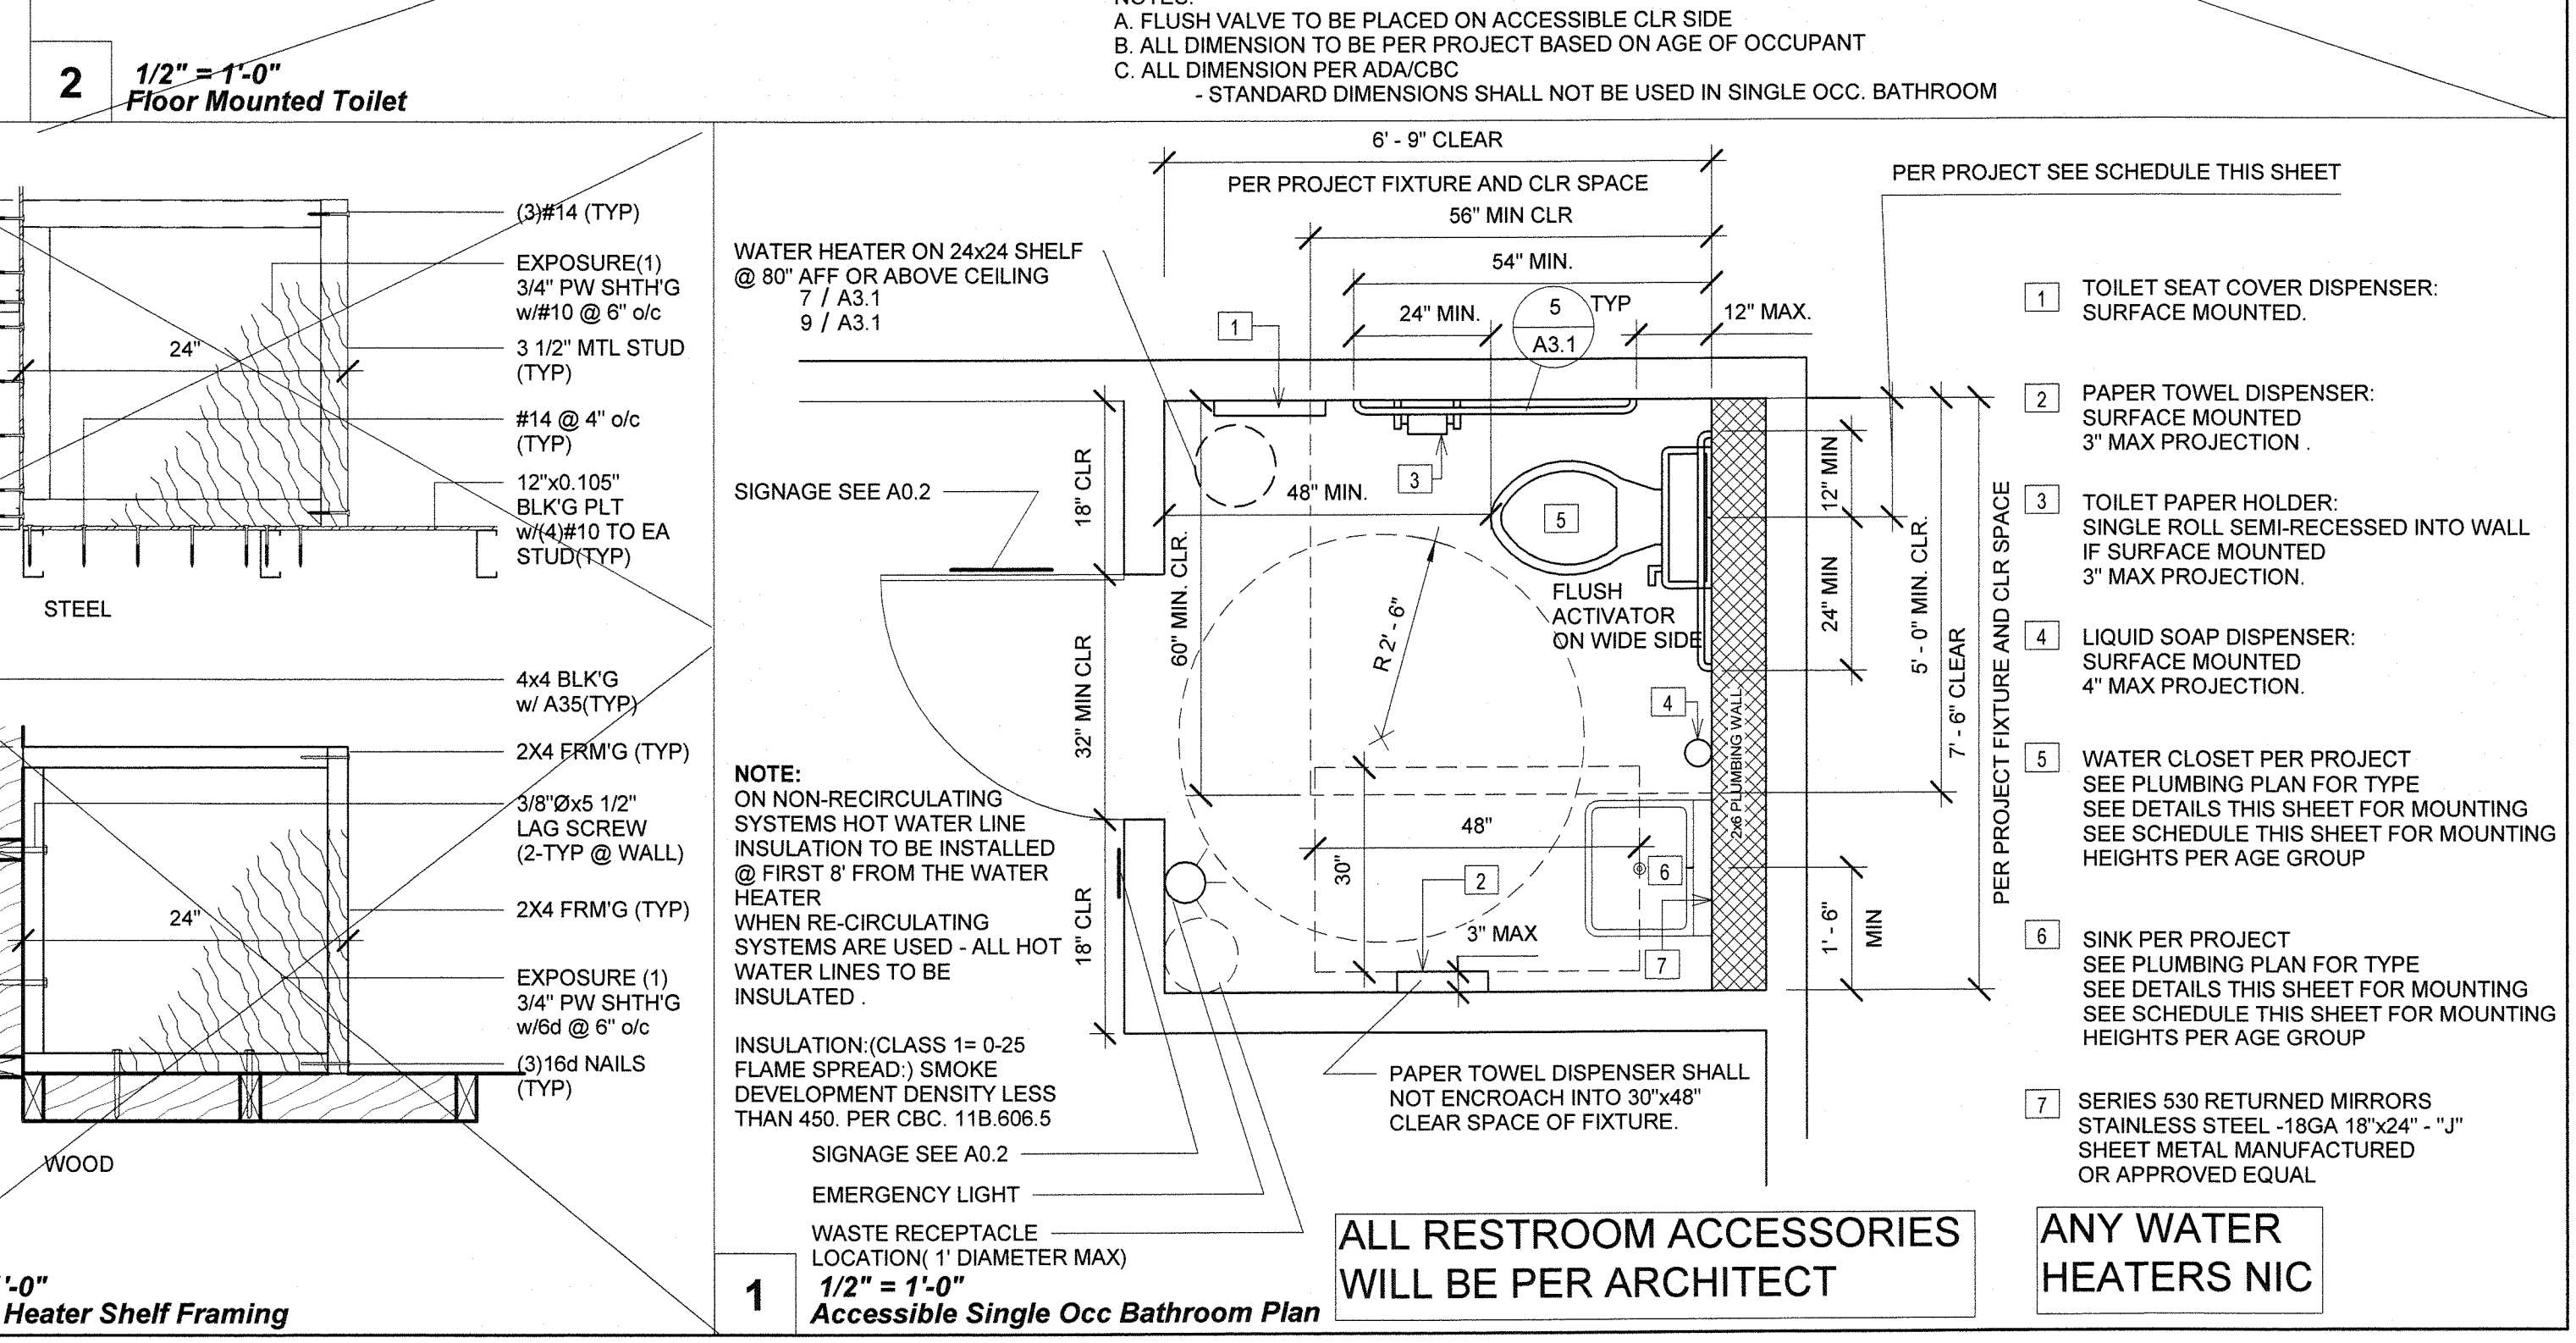 NOTES:
A. FLUSH VALVE TO BE PLACED ON ACCESSIBLE CLR SIDE
B. ALL DIMENSION TO BE PER PROJECT BASED ON AGE OF OCCUPANT
C. ALL DIMENSION PER ADA/CBC
- STANDARD DIMENSIONS SHALL NOT BE USED IN SINGLE OCC. BATHROOM
2
1/2" = 1'-0"
Floor Mounted Toilet
(3)#14 (TYP)
EXPOSURE(1)
3/4" PW SHTH'G
w/#10 @ 6" o/c
24"
3 1/2" MTL STUD
(TYP)
#14 @ 4" o/c
(TYP)
12"x0.105"
BLK'G PLT
w/(4)#10 TO EA
STUD(TYP)
STEEL
4x4 BLK'G
w/ A35(TYP)
2X4 FRM'G (TYP)
3/8"Øx5 1/2"
LAG SCREW
(2-TYP @ WALL)
24"
2X4 FRM'G (TYP)
EXPOSURE (1)
3/4" PW SHTH'G
w/6d @ 6" o/c
(3)16d NAILS
(TYP)
WOOD
'-0"
Heater Shelf Framing
6' - 9" CLEAR
PER PROJECT FIXTURE AND CLR SPACE
56" MIN CLR
54" MIN.
24" MIN.
5
A3.1
TYP
12" MAX.
PER PROJECT SEE SCHEDULE THIS SHEET
WATER HEATER ON 24x24 SHELF
@ 80" AFF OR ABOVE CEILING
7 / A3.1
9 / A3.1
1
3
SIGNAGE SEE A0.2
18" CLR
48" MIN.
5
60" MIN. CLR.
R 2' - 6"
FLUSH
ACTIVATOR
ON WIDE SIDE
12" MIN
24" MIN
5' - 0" MIN. CLR.
7' - 6" CLEAR
PER PROJECT FIXTURE AND CLR SPACE
32" MIN CLR
4
2x6 PLUMBING WALL
48"
30"
2
6
3" MAX
7
18" CLR
1' - 6"
MIN
NOTE:
ON NON-RECIRCULATING
SYSTEMS HOT WATER LINE
INSULATION TO BE INSTALLED
@ FIRST 8' FROM THE WATER
HEATER
WHEN RE-CIRCULATING
SYSTEMS ARE USED - ALL HOT
WATER LINES TO BE
INSULATED .
INSULATION:(CLASS 1= 0-25
FLAME SPREAD:) SMOKE
DEVELOPMENT DENSITY LESS
THAN 450. PER CBC. 11B.606.5
SIGNAGE SEE A0.2
EMERGENCY LIGHT
WASTE RECEPTACLE
LOCATION( 1' DIAMETER MAX)
PAPER TOWEL DISPENSER SHALL
NOT ENCROACH INTO 30"x48"
CLEAR SPACE OF FIXTURE.
1
1/2" = 1'-0"
Accessible Single Occ Bathroom Plan
ALL RESTROOM ACCESSORIES
WILL BE PER ARCHITECT
1
TOILET SEAT COVER DISPENSER:
SURFACE MOUNTED.
2
PAPER TOWEL DISPENSER:
SURFACE MOUNTED
3" MAX PROJECTION .
3
TOILET PAPER HOLDER:
SINGLE ROLL SEMI-RECESSED INTO WALL
IF SURFACE MOUNTED
3" MAX PROJECTION.
4
LIQUID SOAP DISPENSER:
SURFACE MOUNTED
4" MAX PROJECTION.
5
WATER CLOSET PER PROJECT
SEE PLUMBING PLAN FOR TYPE
SEE DETAILS THIS SHEET FOR MOUNTING
SEE SCHEDULE THIS SHEET FOR MOUNTING
HEIGHTS PER AGE GROUP
6
SINK PER PROJECT
SEE PLUMBING PLAN FOR TYPE
SEE DETAILS THIS SHEET FOR MOUNTING
SEE SCHEDULE THIS SHEET FOR MOUNTING
HEIGHTS PER AGE GROUP
7
SERIES 530 RETURNED MIRRORS
STAINLESS STEEL -18GA 18"x24" - "J"
SHEET METAL MANUFACTURED
OR APPROVED EQUAL
ANY WATER
HEATERS NIC